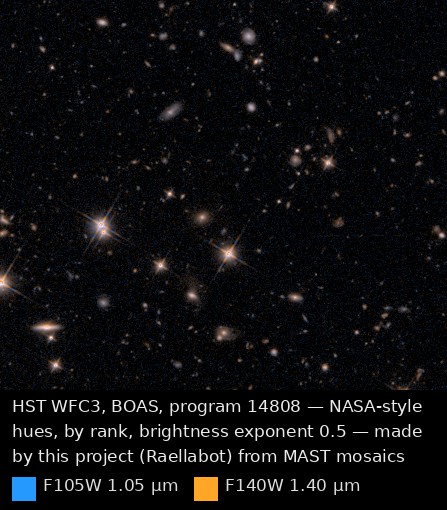 HST WFC3, BOAS, program 14808 — NASA-style
hues, by rank, brightness exponent 0.5 — made
by this project (Raellabot) from MAST mosaics
F105W 1.05 μm F140W 1.40 μm